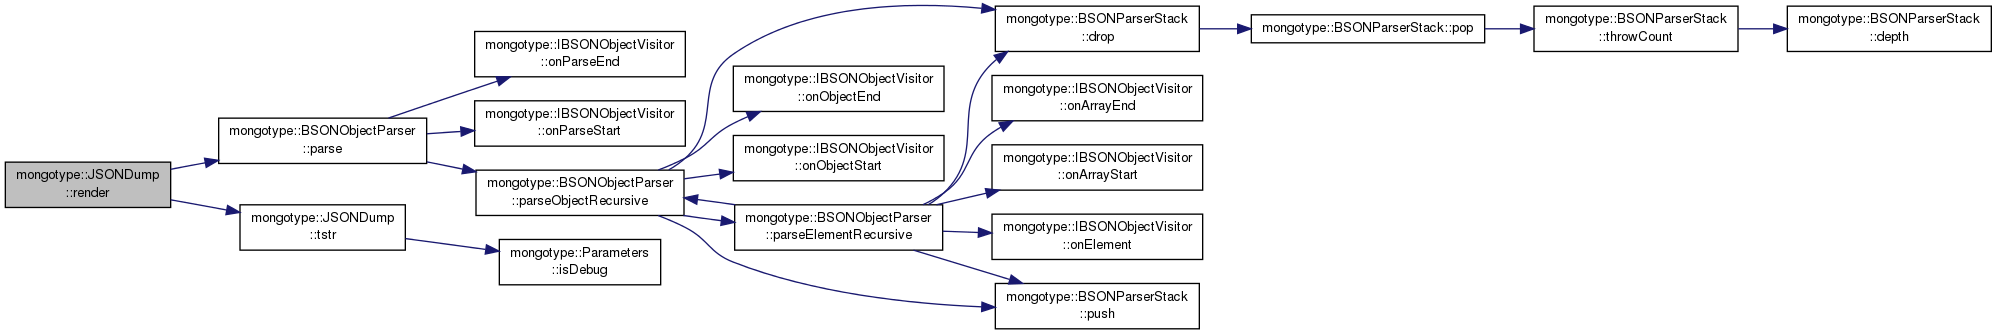 mongotype::JSONDump
::render
mongotype::BSONObjectParser
::parse
mongotype::JSONDump
::tstr
mongotype::IBSONObjectVisitor
::onParseEnd
mongotype::IBSONObjectVisitor
::onParseStart
mongotype::BSONObjectParser
::parseObjectRecursive
mongotype::Parameters
::isDebug
mongotype::IBSONObjectVisitor
::onObjectEnd
mongotype::IBSONObjectVisitor
::onObjectStart
mongotype::BSONObjectParser
::parseElementRecursive
mongotype::BSONParserStack
::drop
mongotype::IBSONObjectVisitor
::onArrayEnd
mongotype::IBSONObjectVisitor
::onArrayStart
mongotype::IBSONObjectVisitor
::onElement
mongotype::BSONParserStack
::push
mongotype::BSONParserStack::pop
mongotype::BSONParserStack
::throwCount
mongotype::BSONParserStack
::depth